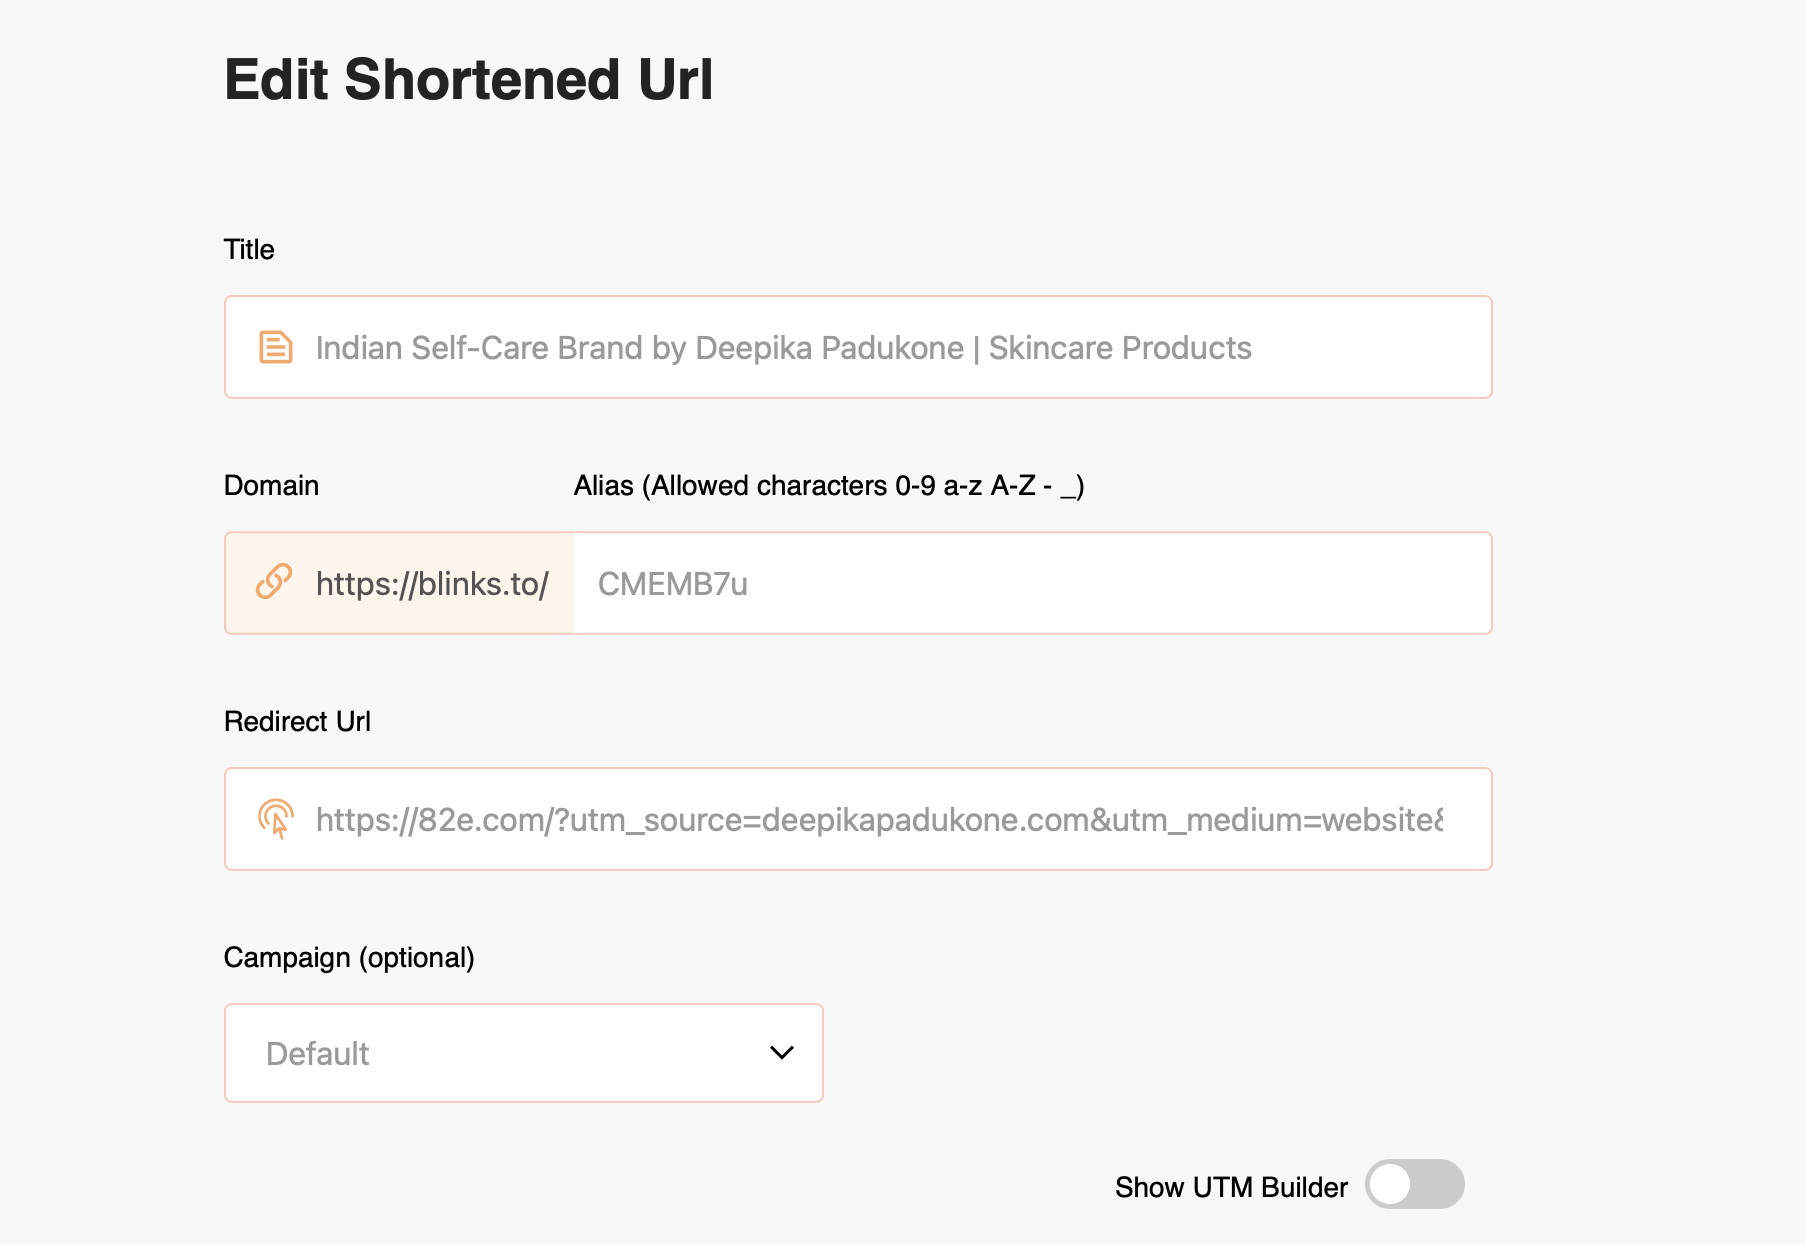 Edit Shortened Url
Title
Indian Self-Care Brand by Deepika Padukone | Skincare Products
Domain
Alias (Allowed characters 0-9 a-z A-Z - _)
https://blinks.to/
CMEMB7u
Redirect Url
https://82e.com/?utm_source=deepikapadukone.com&utm_medium=website&
Campaign (optional)
Default
Show UTM Builder